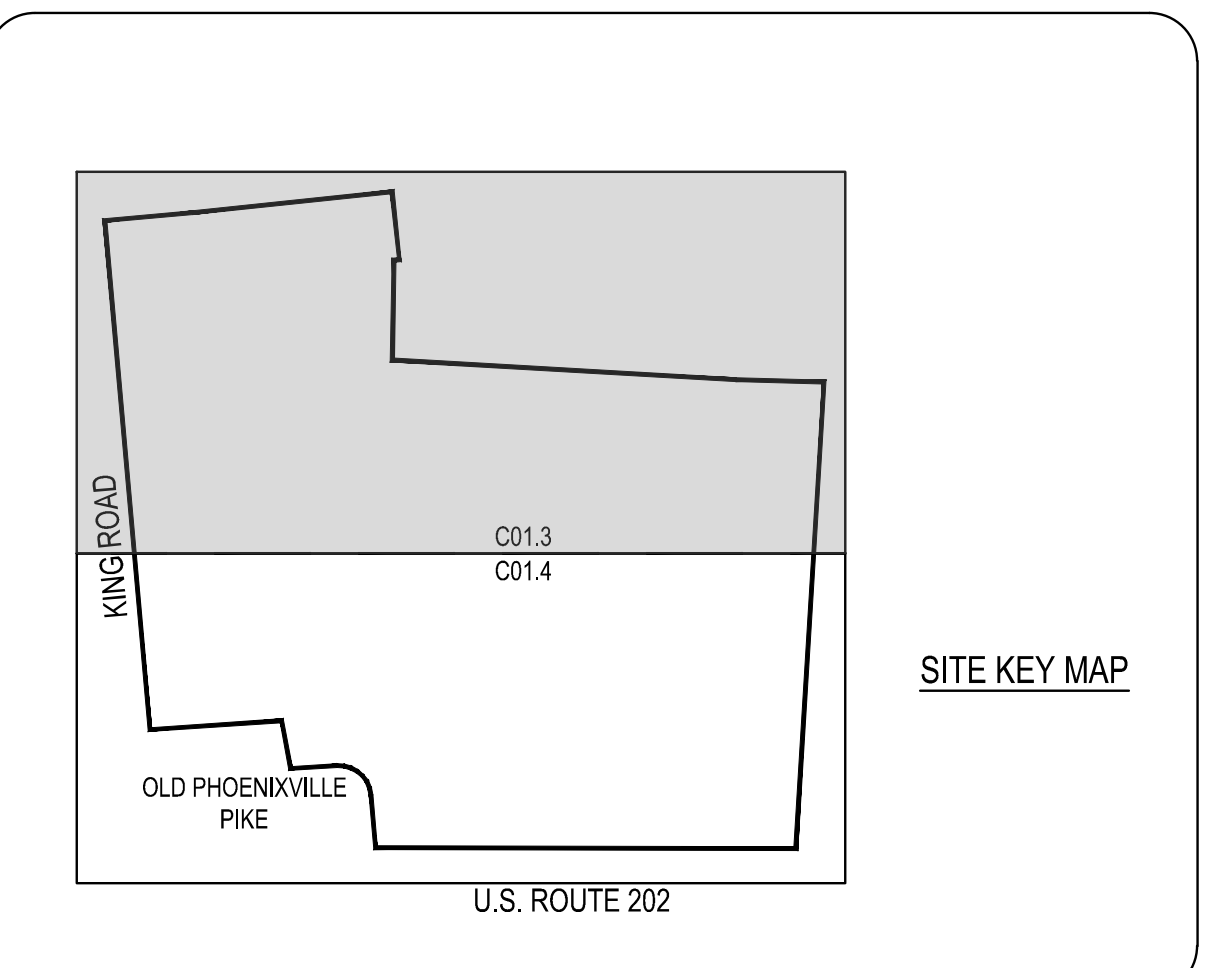 KING ROAD
C01.3
C01.4
SITE KEY MAP
OLD PHOENIXVILLE
PIKE
U.S. ROUTE 202